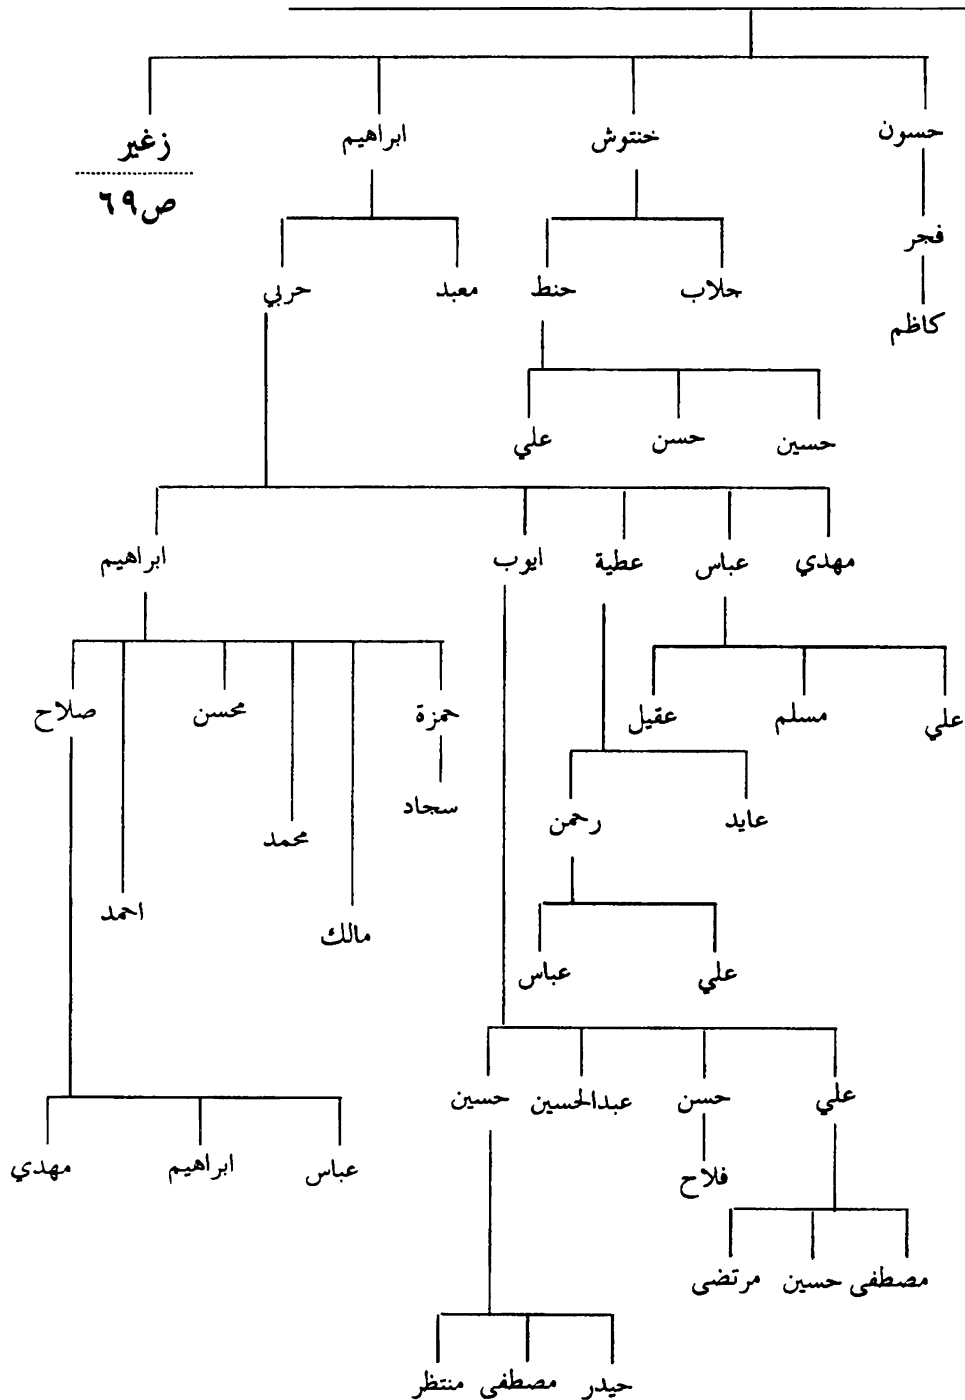 حسون خنتوش ابراهيم زغير
ص٦٩
فجر
حلاب حنط معبد حربي
كاظم
حسين حسن علي
مهدي عباس عطية ايوب ابراهيم
علي مسلم عقيل حمزة محسن صلاح
عايد رحمن سجاد
محمد
احمد
مالك
علي عباس
علي حسن عبدالحسين حسين
عباس ابراهيم مهدي
فلاح
مصطفى حسين مرتضى
حيدر مصطفى منتظر